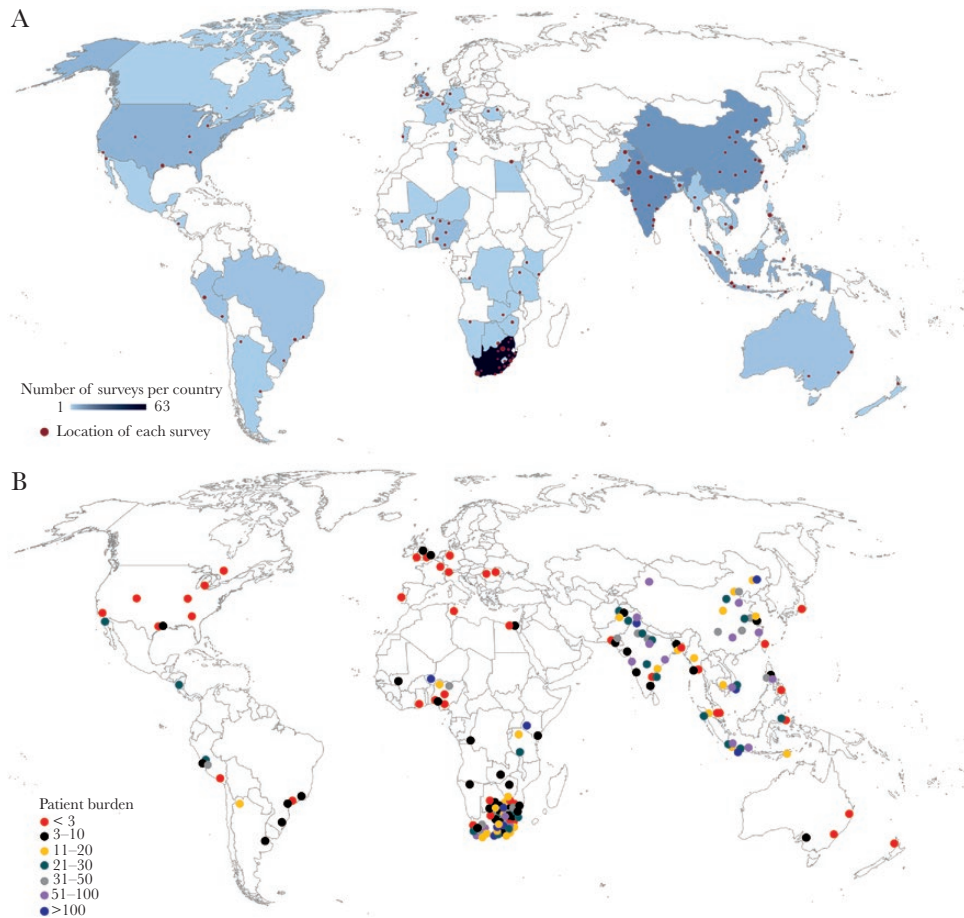 A
Number of surveys per country
1 63
Location of each survey
B
Patient burden
< 3
3–10
11–20
21–30
31–50
51–100
>100